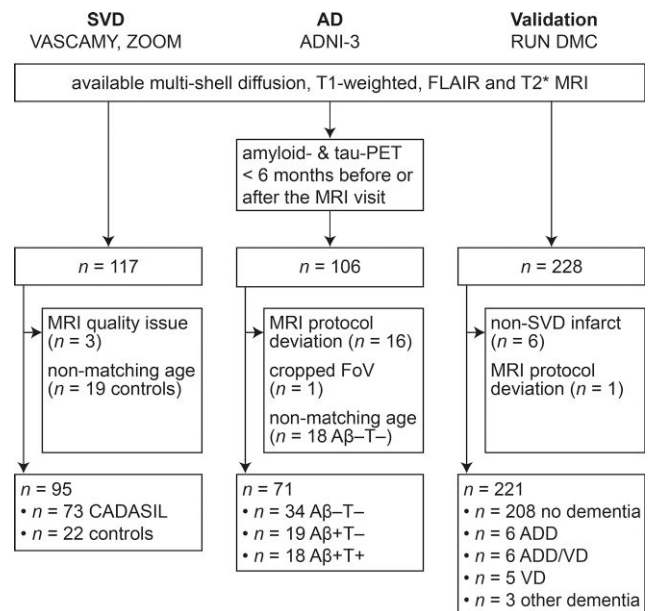 SVD
VASCAMY, ZOOM
AD
ADNI-3
Validation
RUN DMC
available multi-shell diffusion, T1-weighted, FLAIR and T2* MRI
amyloid- & tau-PET
< 6 months before or
after the MRI visit
n = 117
n = 106
n = 228
MRI quality issue
(n = 3)
non-matching age
(n = 19 controls)
MRI protocol
deviation (n = 16)
cropped FoV
(n = 1)
non-matching age
(n = 18 Aβ–T–)
non-SVD infarct
(n = 6)
MRI protocol
deviation (n = 1)
n = 95
• n = 73 CADASIL
• n = 22 controls
n = 71
• n = 34 Aβ–T–
• n = 19 Aβ+T–
• n = 18 Aβ+T+
n = 221
• n = 208 no dementia
• n = 6 ADD
• n = 6 ADD/VD
• n = 5 VD
• n = 3 other dementia